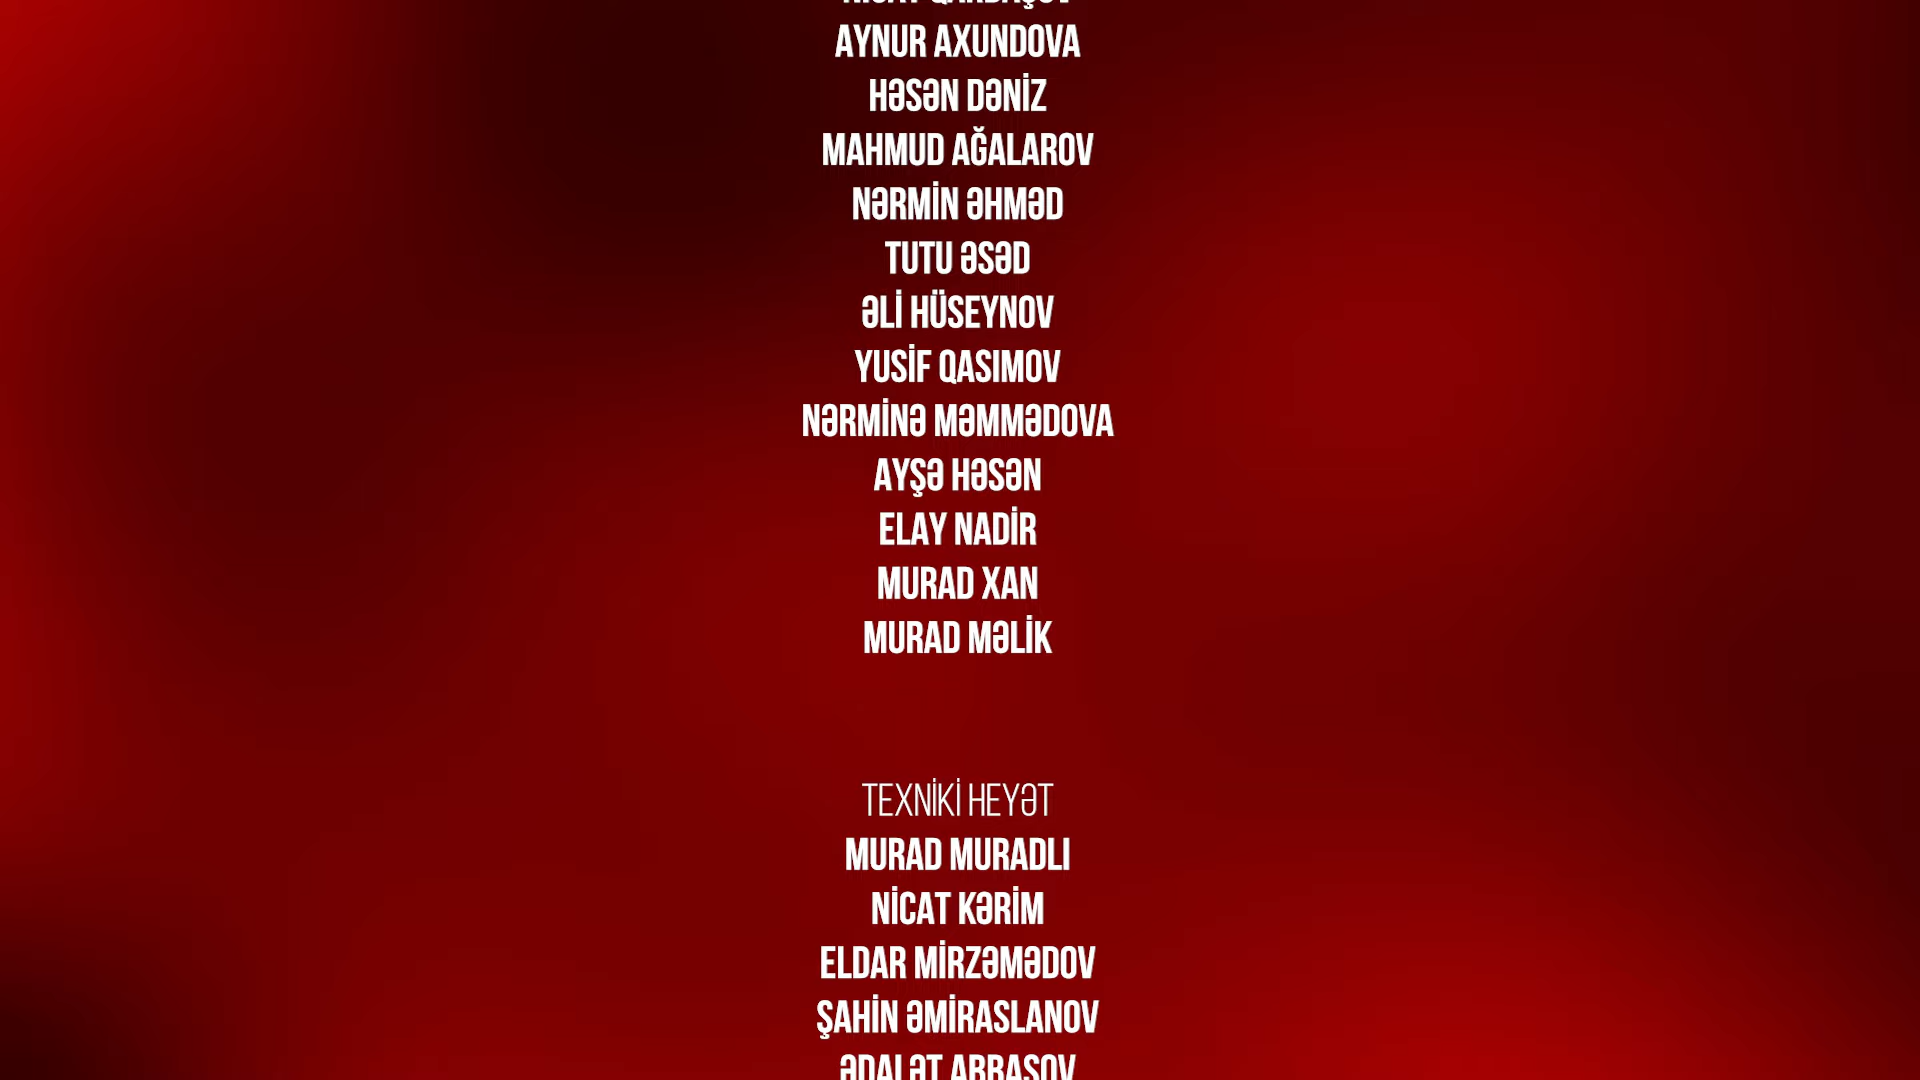 AYNUR AXUNDOVA
HƏSƏN DƏNİZ
MAHMUD AĞALAROV
NƏRMİN ƏHMƏD
TUTU ƏSƏD
ƏLİ HÜSEYNOV
YUSİF QASIMOV
NƏRMİNƏ MƏMMƏDOVA
AYŞƏ HƏSƏN
ELAY NADİR
MURAD XAN
MURAD MƏLİK
TEXNİKİ HEYƏT
MURAD MURADLI
NİCAT KƏRİM
ELDAR MİRZƏMƏDOV
ŞAHİN ƏMİRASLANOV
ƏDALƏT ABBASOV